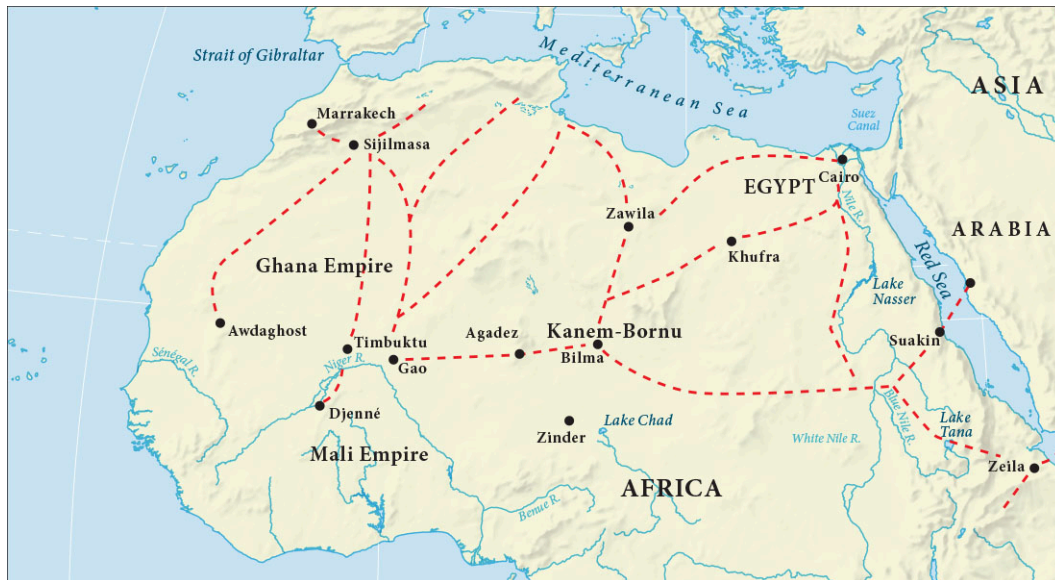 Strait of Gibraltar
Mediterranean Sea
ASIA
Marrakech
Sijilmasa
Suez
Canal
Cairo
EGYPT
Nile R.
Zawila
ARABIA
Khufra
Red Sea
Ghana Empire
Lake
Nasser
Awdaghost
Timbuktu
Agadez
Kanem-Bornu
Suakin
Sénégal R.
Niger R.
Gao
Bilma
Djenné
Lake Chad
Blue Nile R.
Lake
Tana
Zinder
White Nile R.
Mali Empire
Zeila
AFRICA
Benue R.